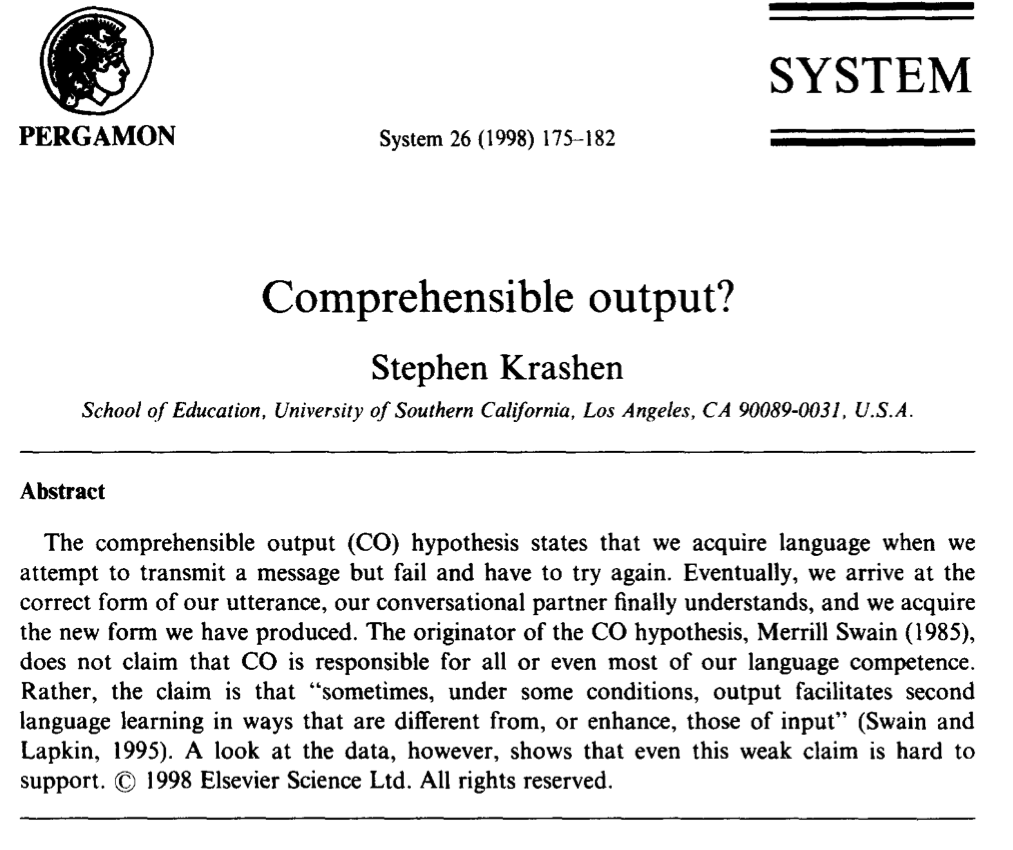 PERGAMON
System 26 (1998) 175–182
SYSTEM
Comprehensible output?
Stephen Krashen
School of Education, University of Southern California, Los Angeles, CA 90089-0031, U.S.A.
Abstract
The comprehensible output (CO) hypothesis states that we acquire language when we
attempt to transmit a message but fail and have to try again. Eventually, we arrive at the
correct form of our utterance, our conversational partner finally understands, and we acquire
the new form we have produced. The originator of the CO hypothesis, Merrill Swain (1985),
does not claim that CO is responsible for all or even most of our language competence.
Rather, the claim is that “sometimes, under some conditions, output facilitates second
language learning in ways that are different from, or enhance, those of input” (Swain and
Lapkin, 1995). A look at the data, however, shows that even this weak claim is hard to
support. © 1998 Elsevier Science Ltd. All rights reserved.